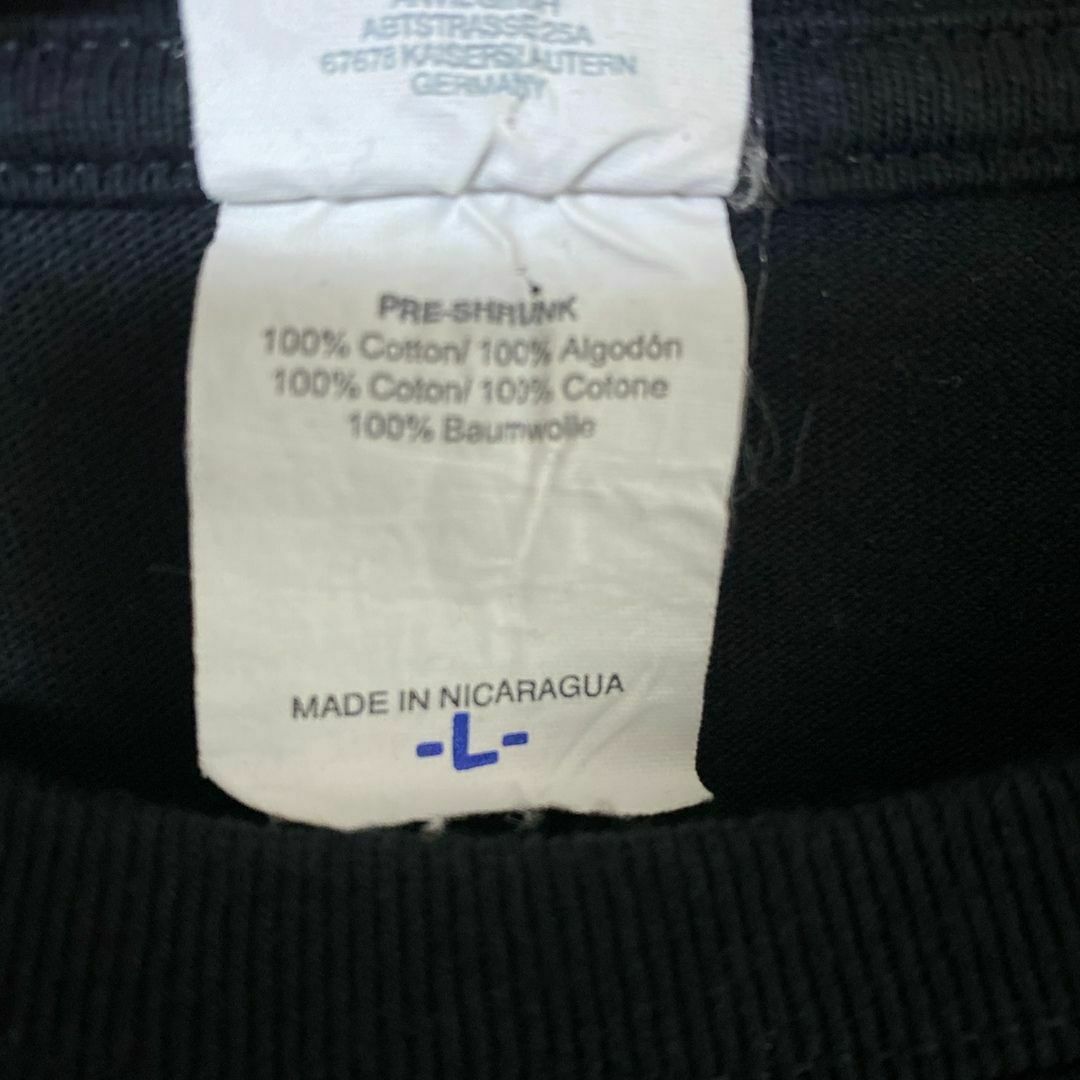 ABTSTRASSE 25A
67678 KAISERSLAUTERN
GERMANY
PRE-SHRUNK
100% Cotton/ 100% Algodón
100% Coton/ 100% Cotone
100% Baumwolle
MADE IN NICARAGUA
-L-